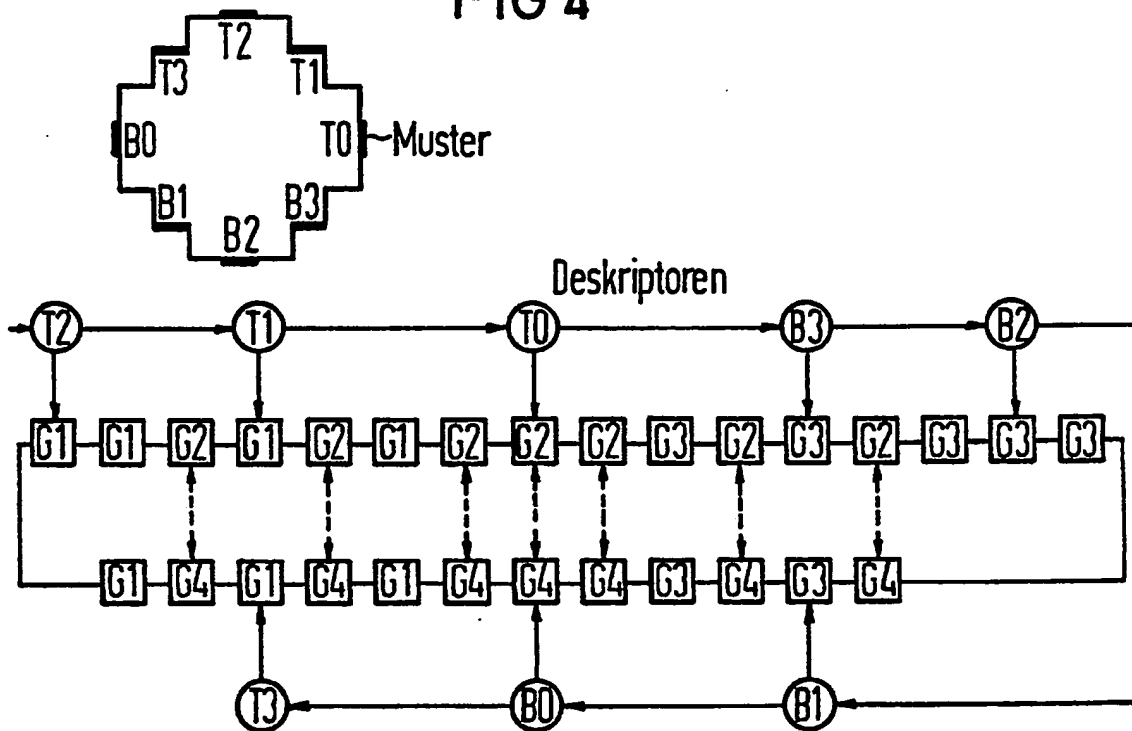 FIG 4
T2
T3 T1
B0 T0 Muster
B1 B3
B2
Deskriptoren
T2 T1 T0 B3 B2
G1 G1 G2 G1 G2 G1 G2 G2 G2 G3 G2 G3 G2 G3 G3 G3
G1 G4 G1 G4 G1 G4 G4 G4 G3 G4 G3 G4
T3 B0 B1